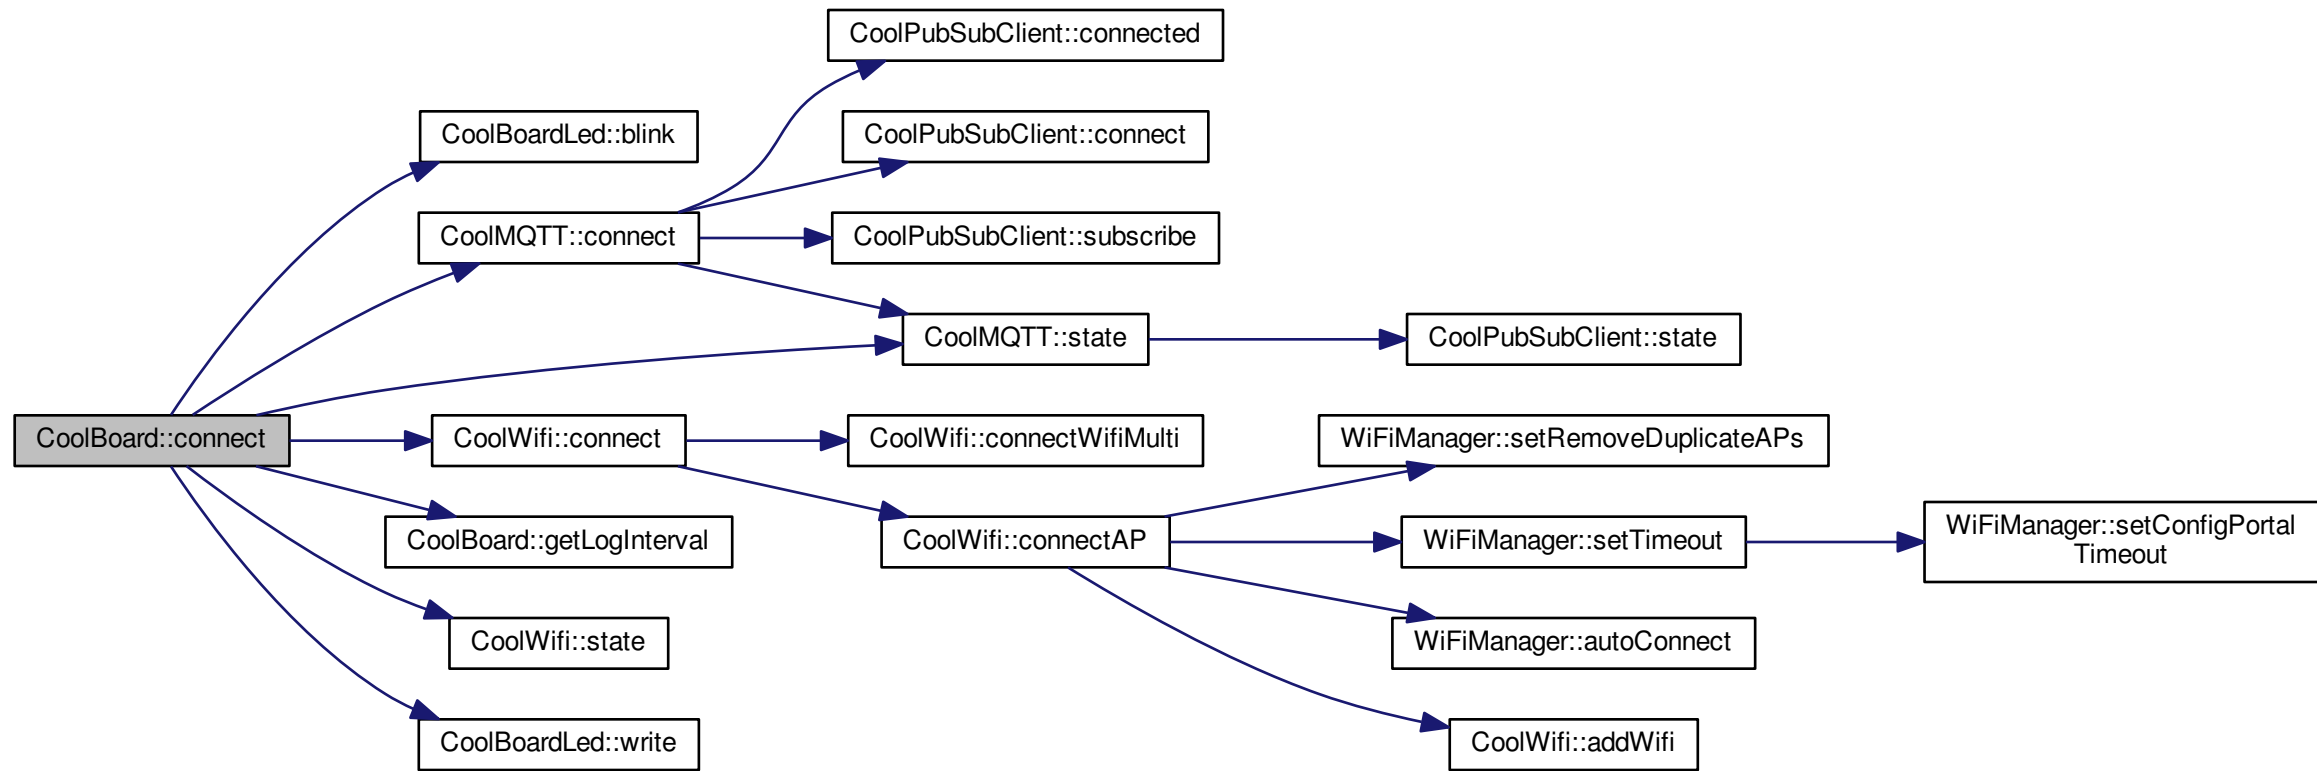 CoolPubSubClient::connected
CoolBoardLed::blink
CoolPubSubClient::connect
CoolMQTT::connect
CoolPubSubClient::subscribe
CoolMQTT::state
CoolPubSubClient::state
CoolBoard::connect
CoolWifi::connect
CoolWifi::connectWifiMulti
WiFiManager::setRemoveDuplicateAPs
CoolBoard::getLogInterval
CoolWifi::connectAP
WiFiManager::setTimeout
WiFiManager::setConfigPortal
Timeout
CoolWifi::state
WiFiManager::autoConnect
CoolBoardLed::write
CoolWifi::addWifi